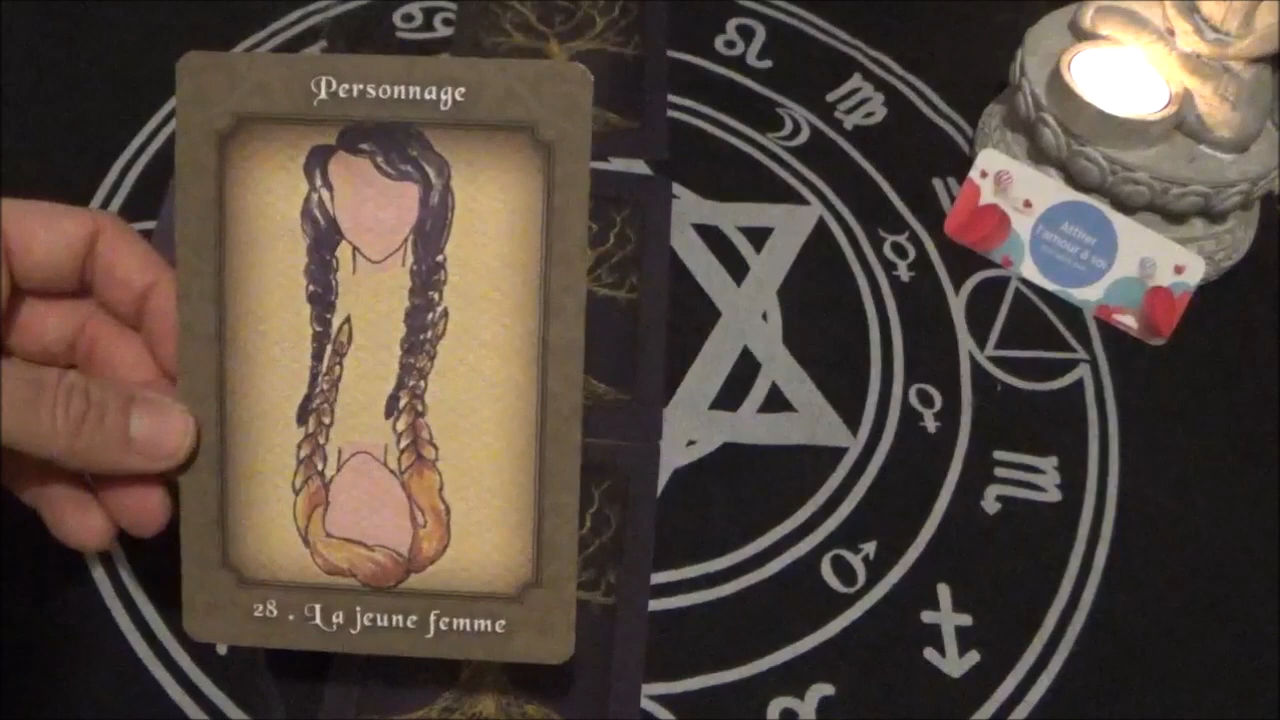 Personnage
28 . La jeune femme
Attirer
l'amour à soi